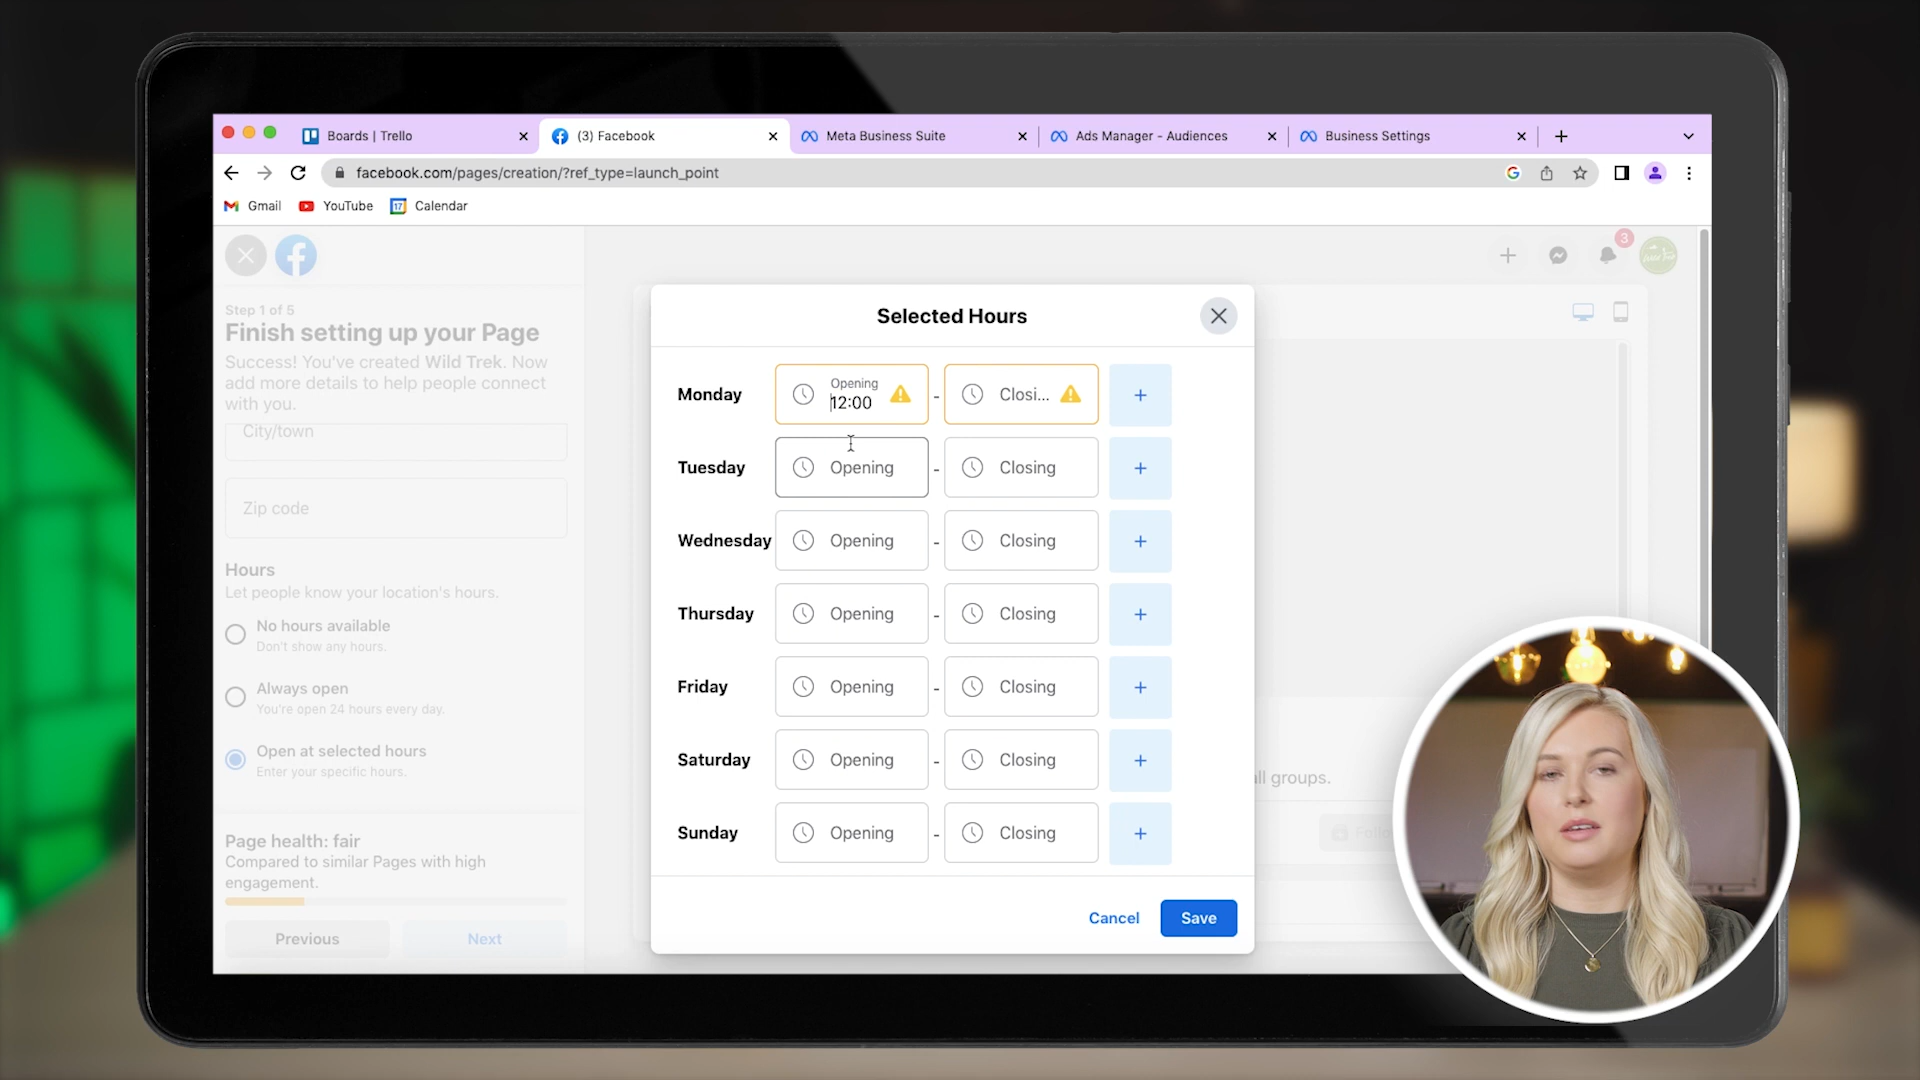 Boards | Trello
(3) Facebook
Meta Business Suite
Ads Manager - Audiences
Business Settings
facebook.com/pages/creation/?ref_type=launch_point
Gmail
YouTube
17
Calendar
3
Step 1 of 5
Finish setting up your Page
Success! You've created Wild Trek. Now
add more details to help people connect
with you.
City/town
Zip code
Hours
Let people know your location's hours.
No hours available
Don't show any hours.
Always open
You're open 24 hours every day.
Open at selected hours
Enter your specific hours.
Page health: fair
Compared to similar Pages with high
engagement.
Previous
Next
Selected Hours
Monday
Opening
12:00
-
Closi...
+
Tuesday
Opening
-
Closing
+
Wednesday
Opening
-
Closing
+
Thursday
Opening
-
Closing
+
Friday
Opening
-
Closing
+
Saturday
Opening
-
Closing
+
Sunday
Opening
-
Closing
+
Cancel
Save
all groups.